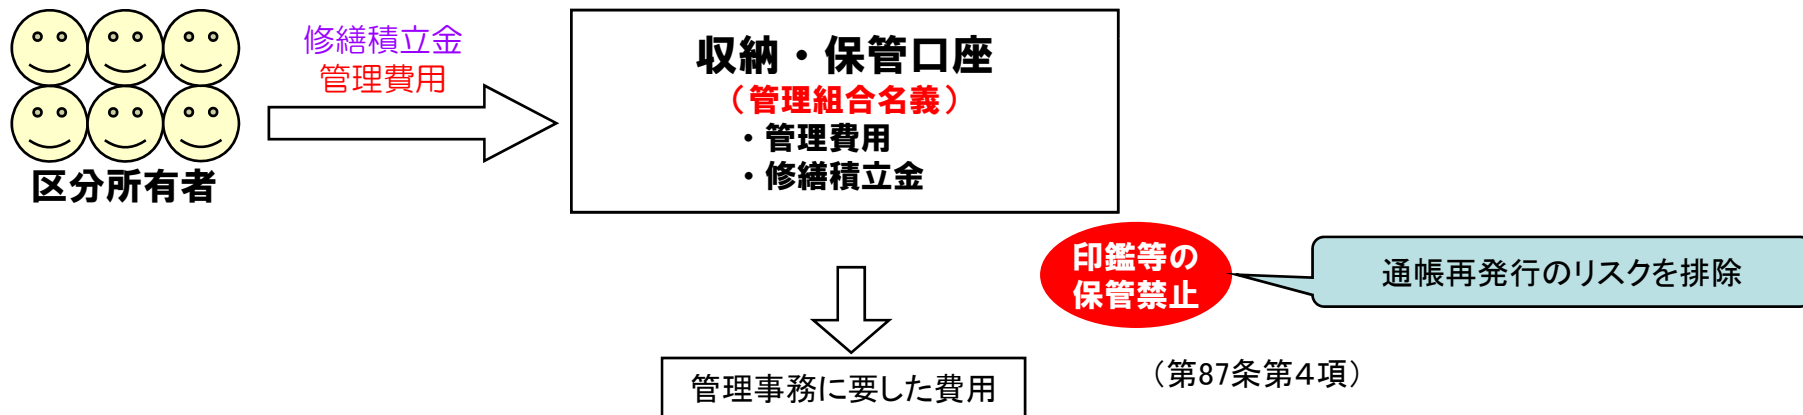 修繕積立金
管理費用
区分所有者
収納・保管口座
（管理組合名義）
・管理費用
・修繕積立金
印鑑等の
保管禁止
通帳再発行のリスクを排除
管理事務に要した費用
（第87条第４項）